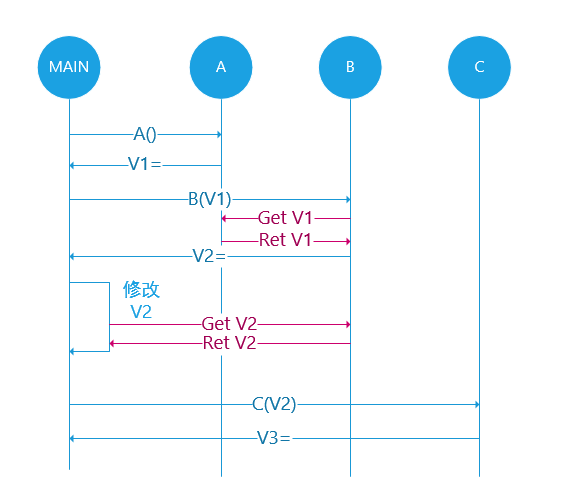 MAIN
A
B
C
A()
V1=
B(V1)
Get V1
Ret V1
V2=
修改
V2
Get V2
Ret V2
C(V2)
V3=